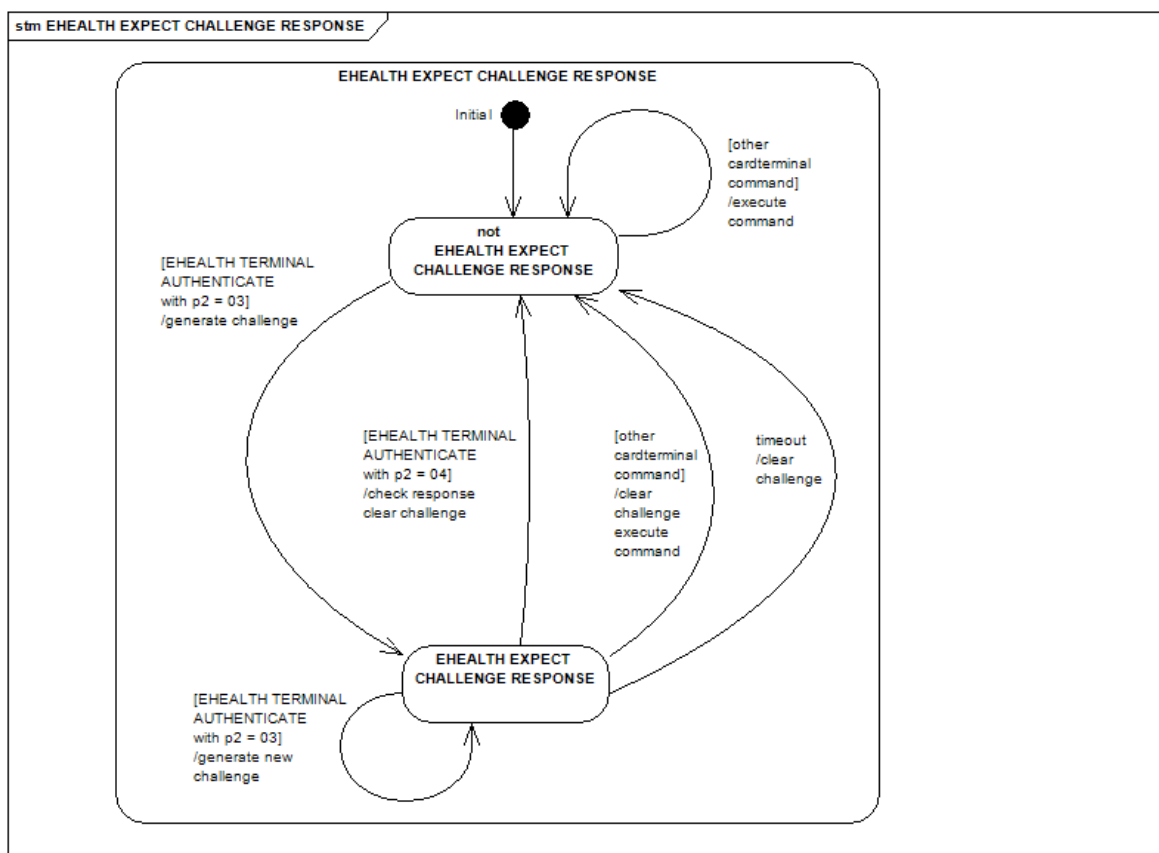 stm EHEALTH EXPECT CHALLENGE RESPONSE
EHEALTH EXPECT CHALLENGE RESPONSE
Initial
[other
cardterminal
command]
/execute
command
not
EHEALTH EXPECT
CHALLENGE RESPONSE
[EHEALTH TERMINAL
AUTHENTICATE
with p2 = 03]
/generate challenge
[EHEALTH TERMINAL
AUTHENTICATE
with p2 = 04]
/check response
clear challenge
[other
cardterminal
command]
/clear
challenge
execute
command
timeout
/clear
challenge
EHEALTH EXPECT
CHALLENGE RESPONSE
[EHEALTH TERMINAL
AUTHENTICATE
with p2 = 03]
/generate new
challenge